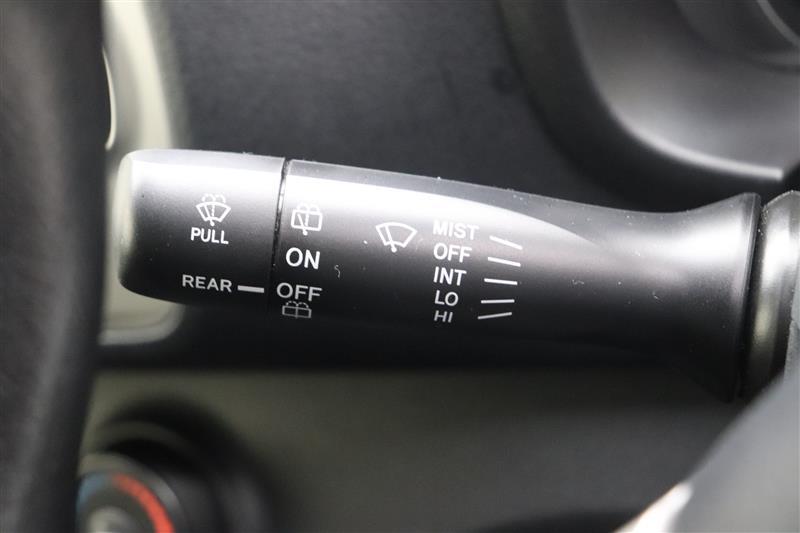 PULL
REAR
ON
OFF
MIST
OFF
INT
LO
HI